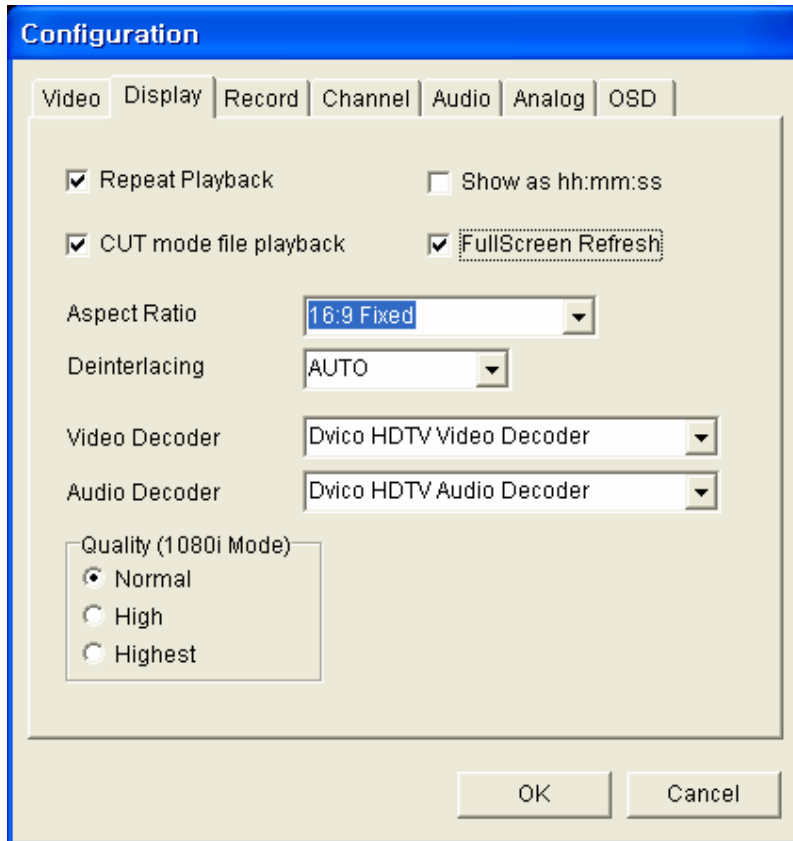 Configuration
Video Display Record Channel Audio Analog OSD
Repeat Playback Show as hh:mm:ss
CUT mode file playback FullScreen Refresh
Aspect Ratio 16:9 Fixed
Deinterlacing AUTO
Video Decoder Dvico HDTV Video Decoder
Audio Decoder Dvico HDTV Audio Decoder
Quality (1080i Mode)
Normal
High
Highest
OK Cancel